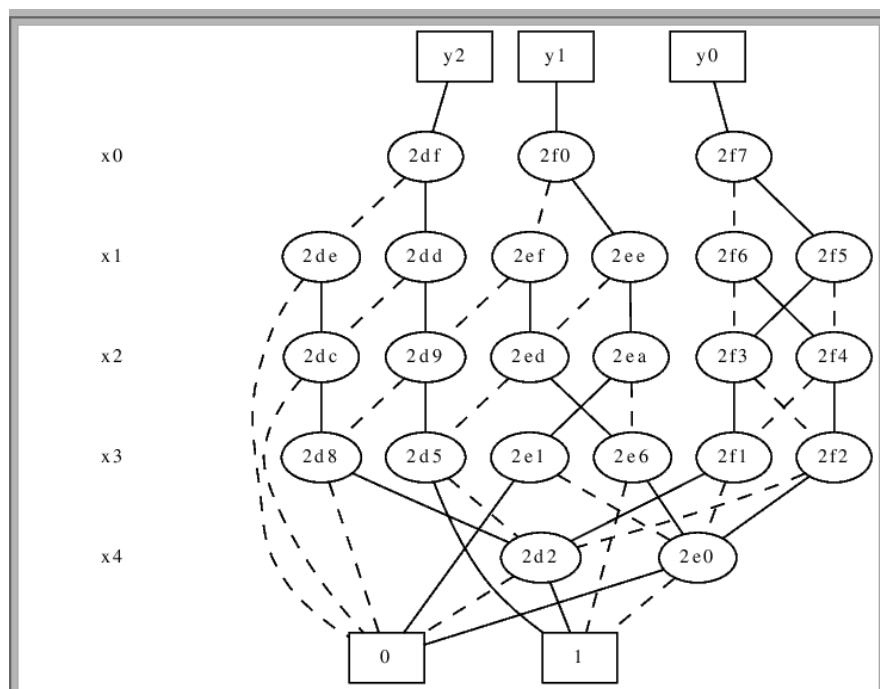 y2 y1 y0
x0 2df 2f0 2f7
x1 2de 2dd 2ef 2ee 2f6 2f5
x2 2dc 2d9 2ed 2ea 2f3 2f4
x3 2d8 2d5 2e1 2e6 2f1 2f2
x4 2d2 2e0
0 1